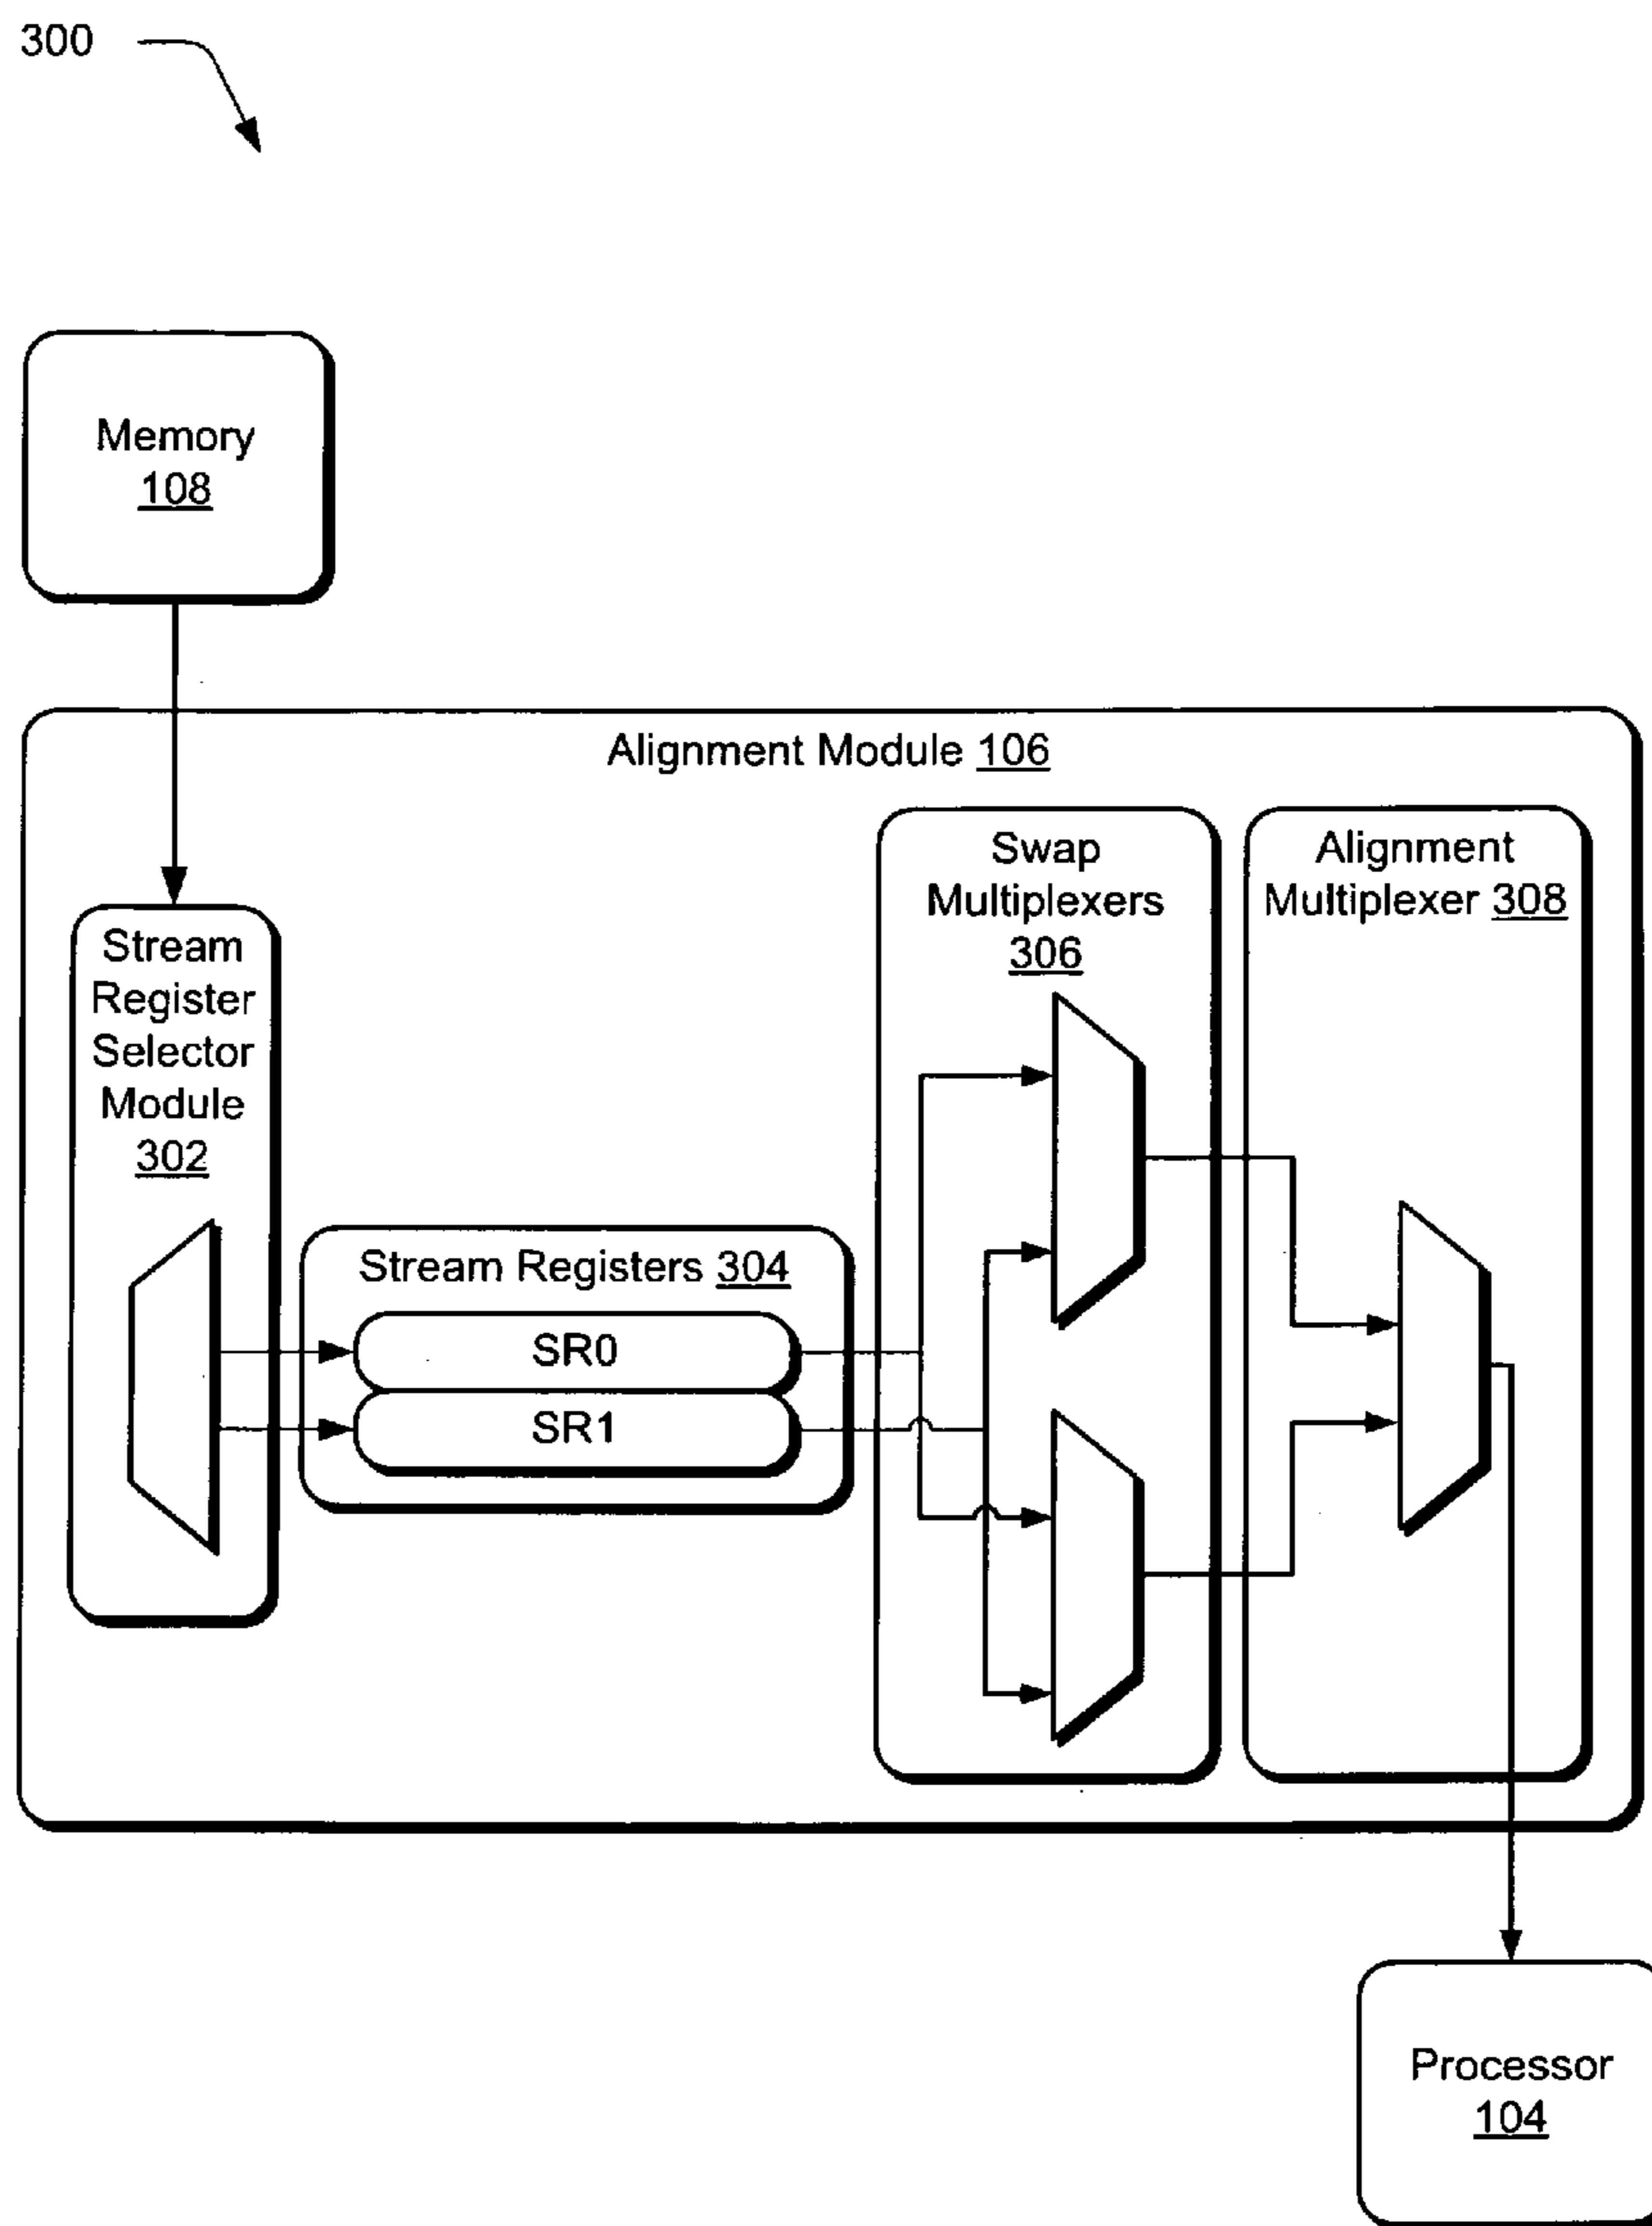 300
Memory
108
Alignment Module 106
Stream
Register
Selector
Module
302
Stream Registers 304
SR0
SR1
Swap
Multiplexers
306
Alignment
Multiplexer 308
Processor
104